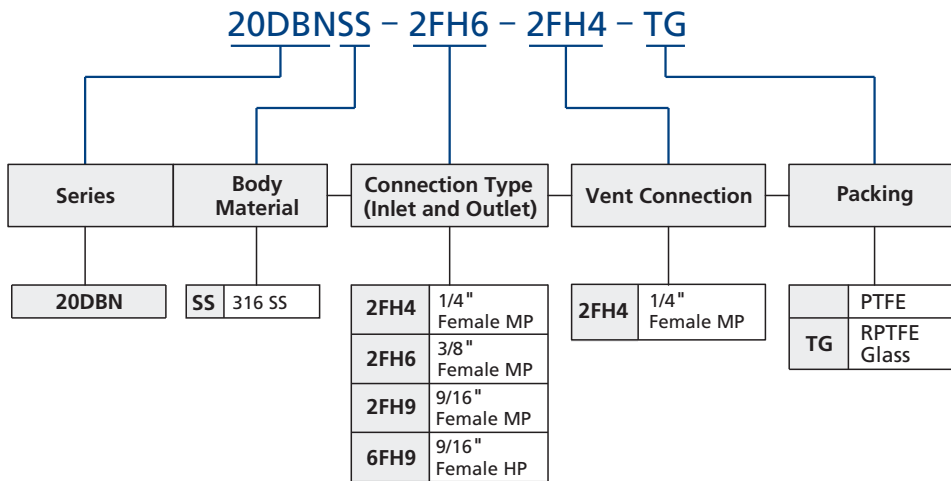 20DBNSS – 2FH6 – 2FH4 – TG
Series
Body
Material
Connection Type
(Inlet and Outlet)
Vent Connection
Packing
20DBN
SS 316 SS
2FH4 1/4"
Female MP
2FH6 3/8"
Female MP
2FH9 9/16"
Female MP
6FH9 9/16"
Female HP
2FH4 1/4"
Female MP
PTFE
TG RPTFE
Glass